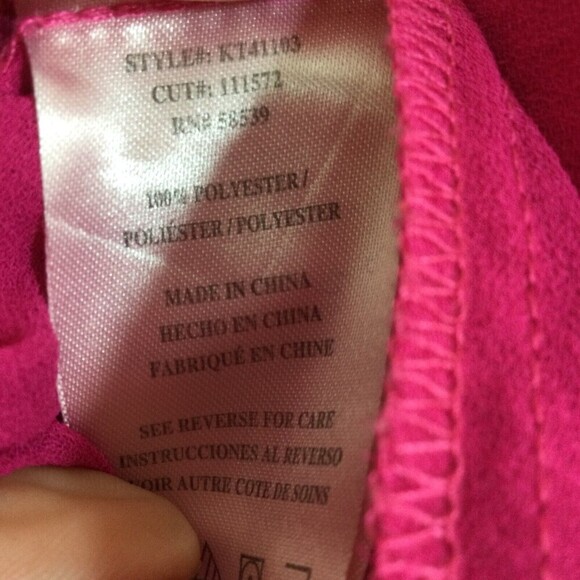 STYLE#: KT41103
CUT#: 111572
RN# 58539
100% POLYESTER /
POLIÉSTER / POLYESTER
MADE IN CHINA
HECHO EN CHINA
FABRIQUÉ EN CHINE
SEE REVERSE FOR CARE
INSTRUCCIONES AL REVERSO
VOIR AUTRE COTE DE SOINS